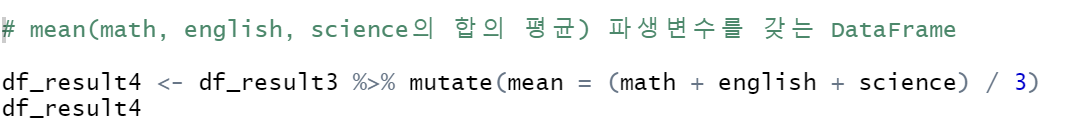 # mean(math, english, science의 합의 평균) 파생변수를 갖는 DataFrame
df_result4 <- df_result3 %>% mutate(mean = (math + english + science) / 3)
df_result4